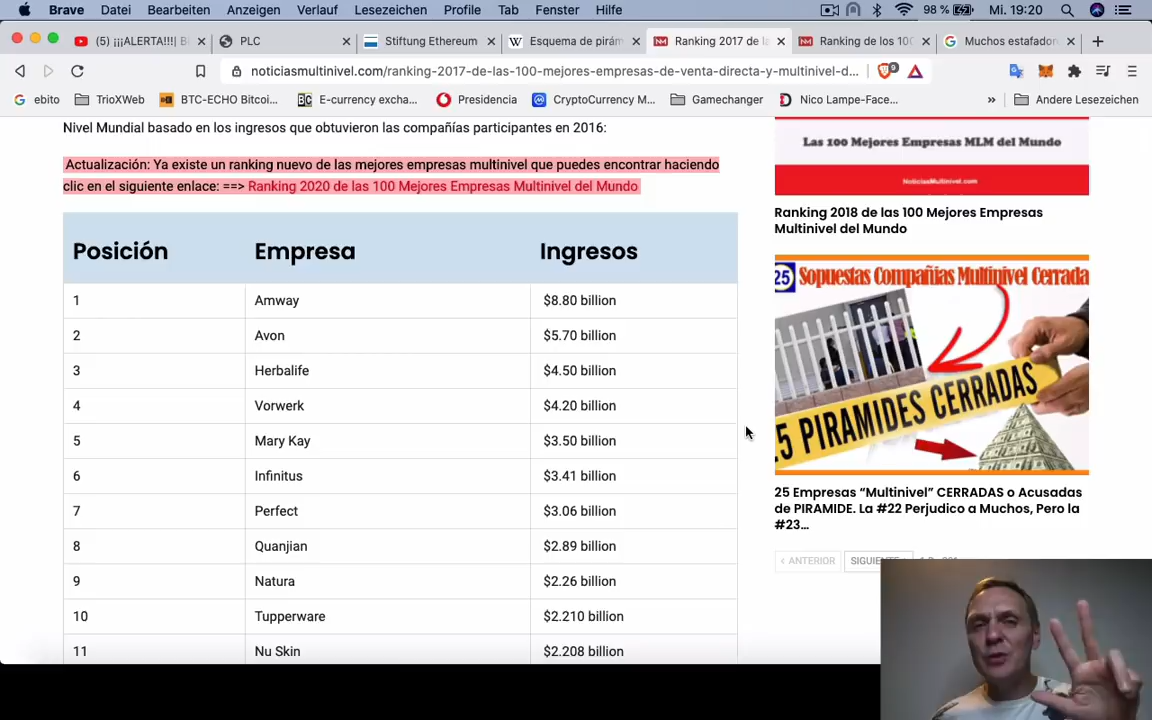 Brave Datei Bearbeiten Anzeigen Verlauf Lesezeichen Profile Tab Fenster Hilfe 98 % Mi. 19:20
(5) ¡¡¡ALERTA!!! Bl
PLC
Stiftung Ethereum
Esquema de pirám
Ranking 2017 de la
Ranking de los 100
Muchos estafador
noticiasmultinivel.com/ranking-2017-de-las-100-mejores-empresas-de-venta-directa-y-multinivel-d...
ebito TrioXWeb BTC-ECHO Bitcoi... E-currency excha... Presidencia CryptoCurrency M... Gamechanger Nico Lampe-Face... » Andere Lesezeichen
Nivel Mundial basado en los ingresos que obtuvieron las compañías participantes en 2016:
Actualización: Ya existe un ranking nuevo de las mejores empresas multinivel que puedes encontrar haciendo
clic en el siguiente enlace: ==> Ranking 2020 de las 100 Mejores Empresas Multinivel del Mundo
Posición Empresa Ingresos
1 Amway $8.80 billion
2 Avon $5.70 billion
3 Herbalife $4.50 billion
4 Vorwerk $4.20 billion
5 Mary Kay $3.50 billion
6 Infinitus $3.41 billion
7 Perfect $3.06 billion
8 Quanjian $2.89 billion
9 Natura $2.26 billion
10 Tupperware $2.210 billion
11 Nu Skin $2.208 billion
Las 100 Mejores Empresas MLM del Mundo
NoticiasMultinivel.com
Ranking 2018 de las 100 Mejores Empresas
Multinivel del Mundo
25 Sopuestas Compañías Multinivel Cerrada
5 PIRAMIDES CERRADAS
25 Empresas “Multinivel” CERRADAS o Acusadas
de PIRAMIDE. La #22 Perjudico a Muchos, Pero la
#23...
< ANTERIOR